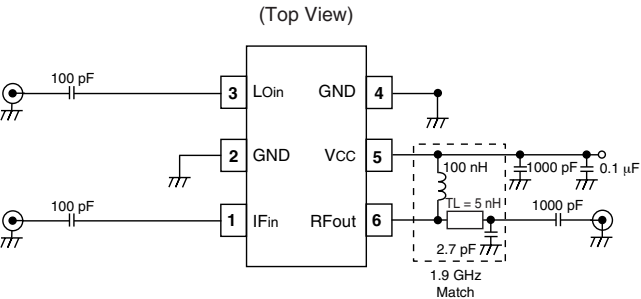 (Top View)
100 pF
3 LOin GND 4
2 GND VCC 5
100 nH 1000 pF 0.1 μF
100 pF
1 IFin RFout 6
TL = 5 nH 1000 pF
2.7 pF
1.9 GHz
Match